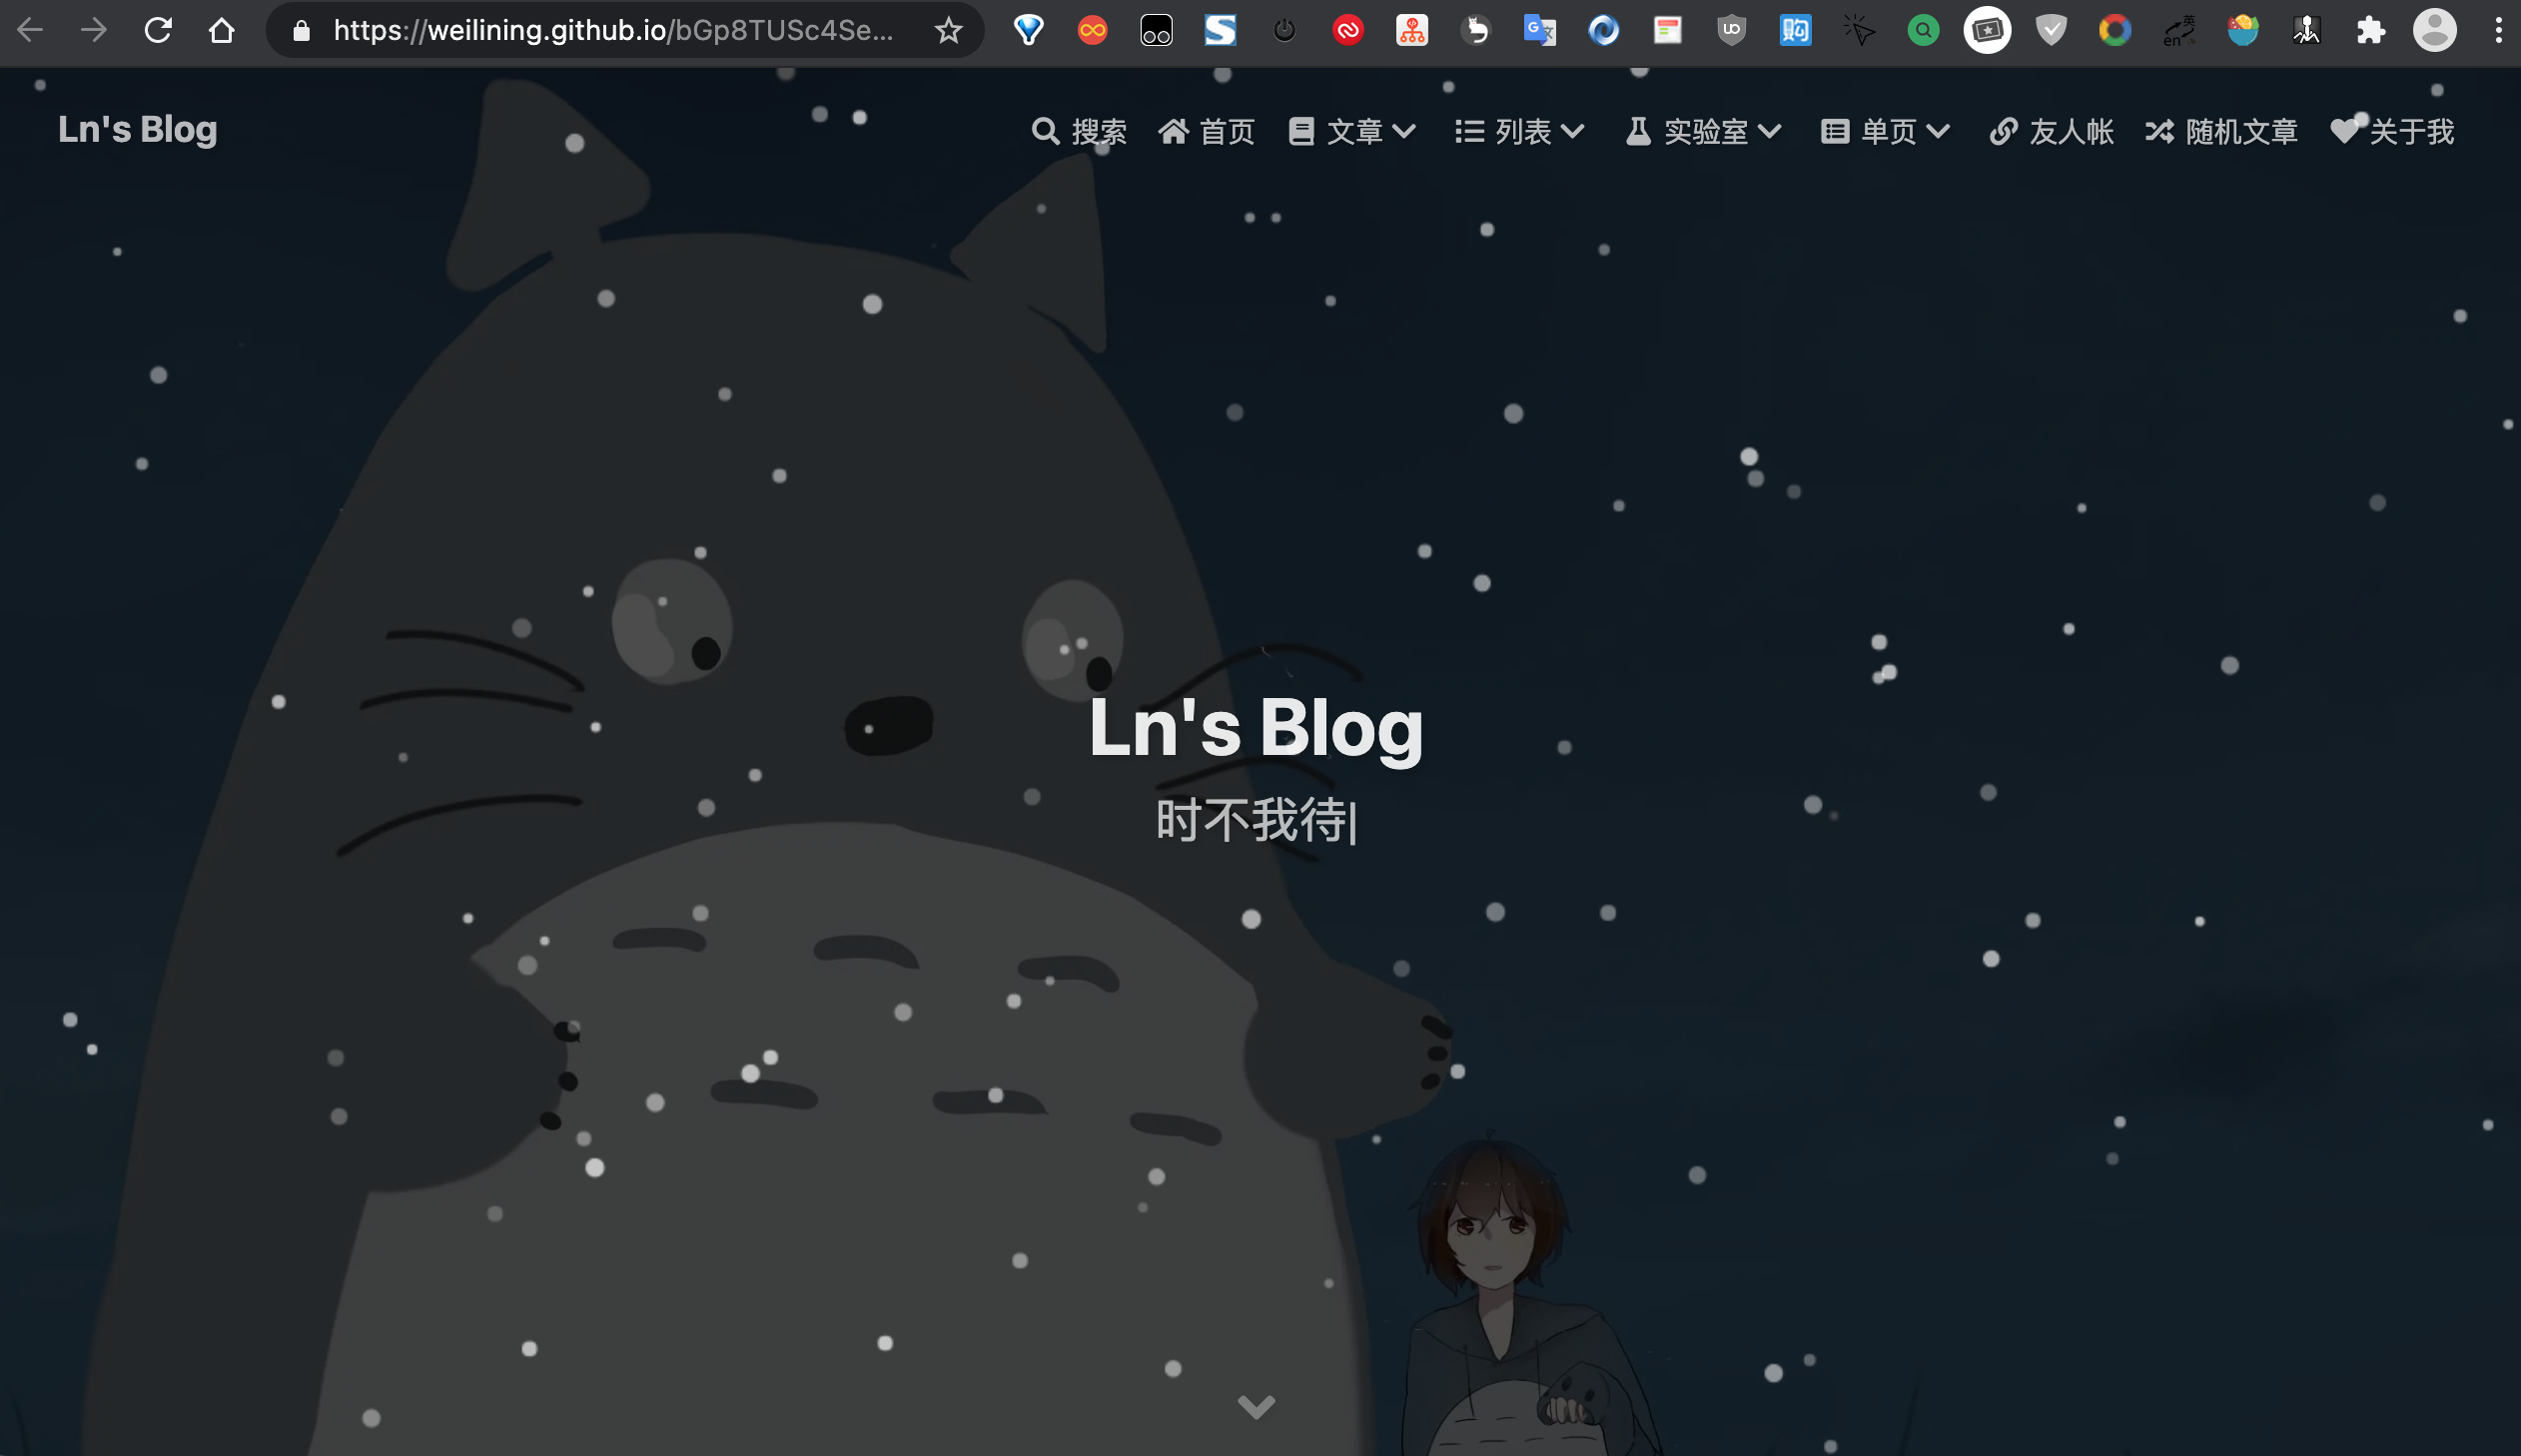 https://weilining.github.io/bGp8TUSc4Se...
Ln's Blog
搜索 首页 文章 列表 实验室 单页 友人帐 随机文章 关于我
Ln's Blog
时不我待|